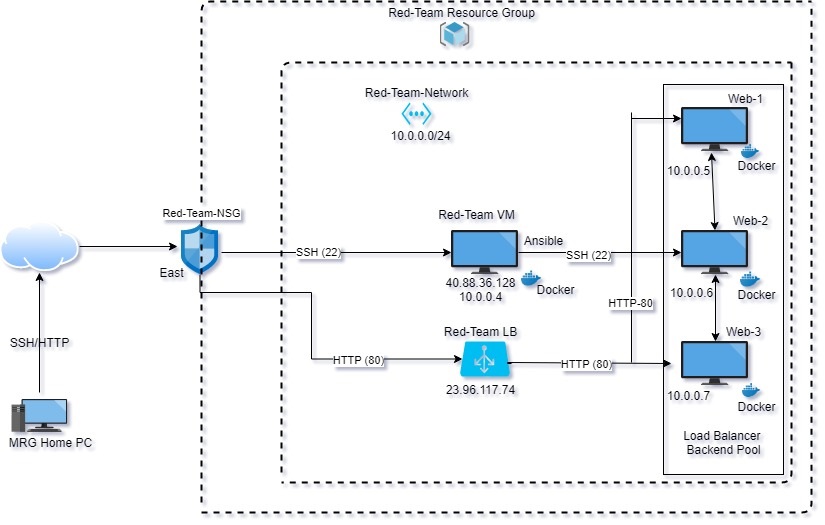 Red-Team Resource Group
Red-Team-Network
10.0.0.0/24
Web-1
10.0.0.5
Docker
Red-Team-NSG
East
SSH (22)
Red-Team VM
Ansible
40.88.36.128
10.0.0.4
Docker
SSH (22)
Web-2
10.0.0.6
Docker
HTTP-80
SSH/HTTP
MRG Home PC
HTTP (80)
Red-Team LB
23.96.117.74
HTTP (80)
Web-3
10.0.0.7
Docker
Load Balancer
Backend Pool